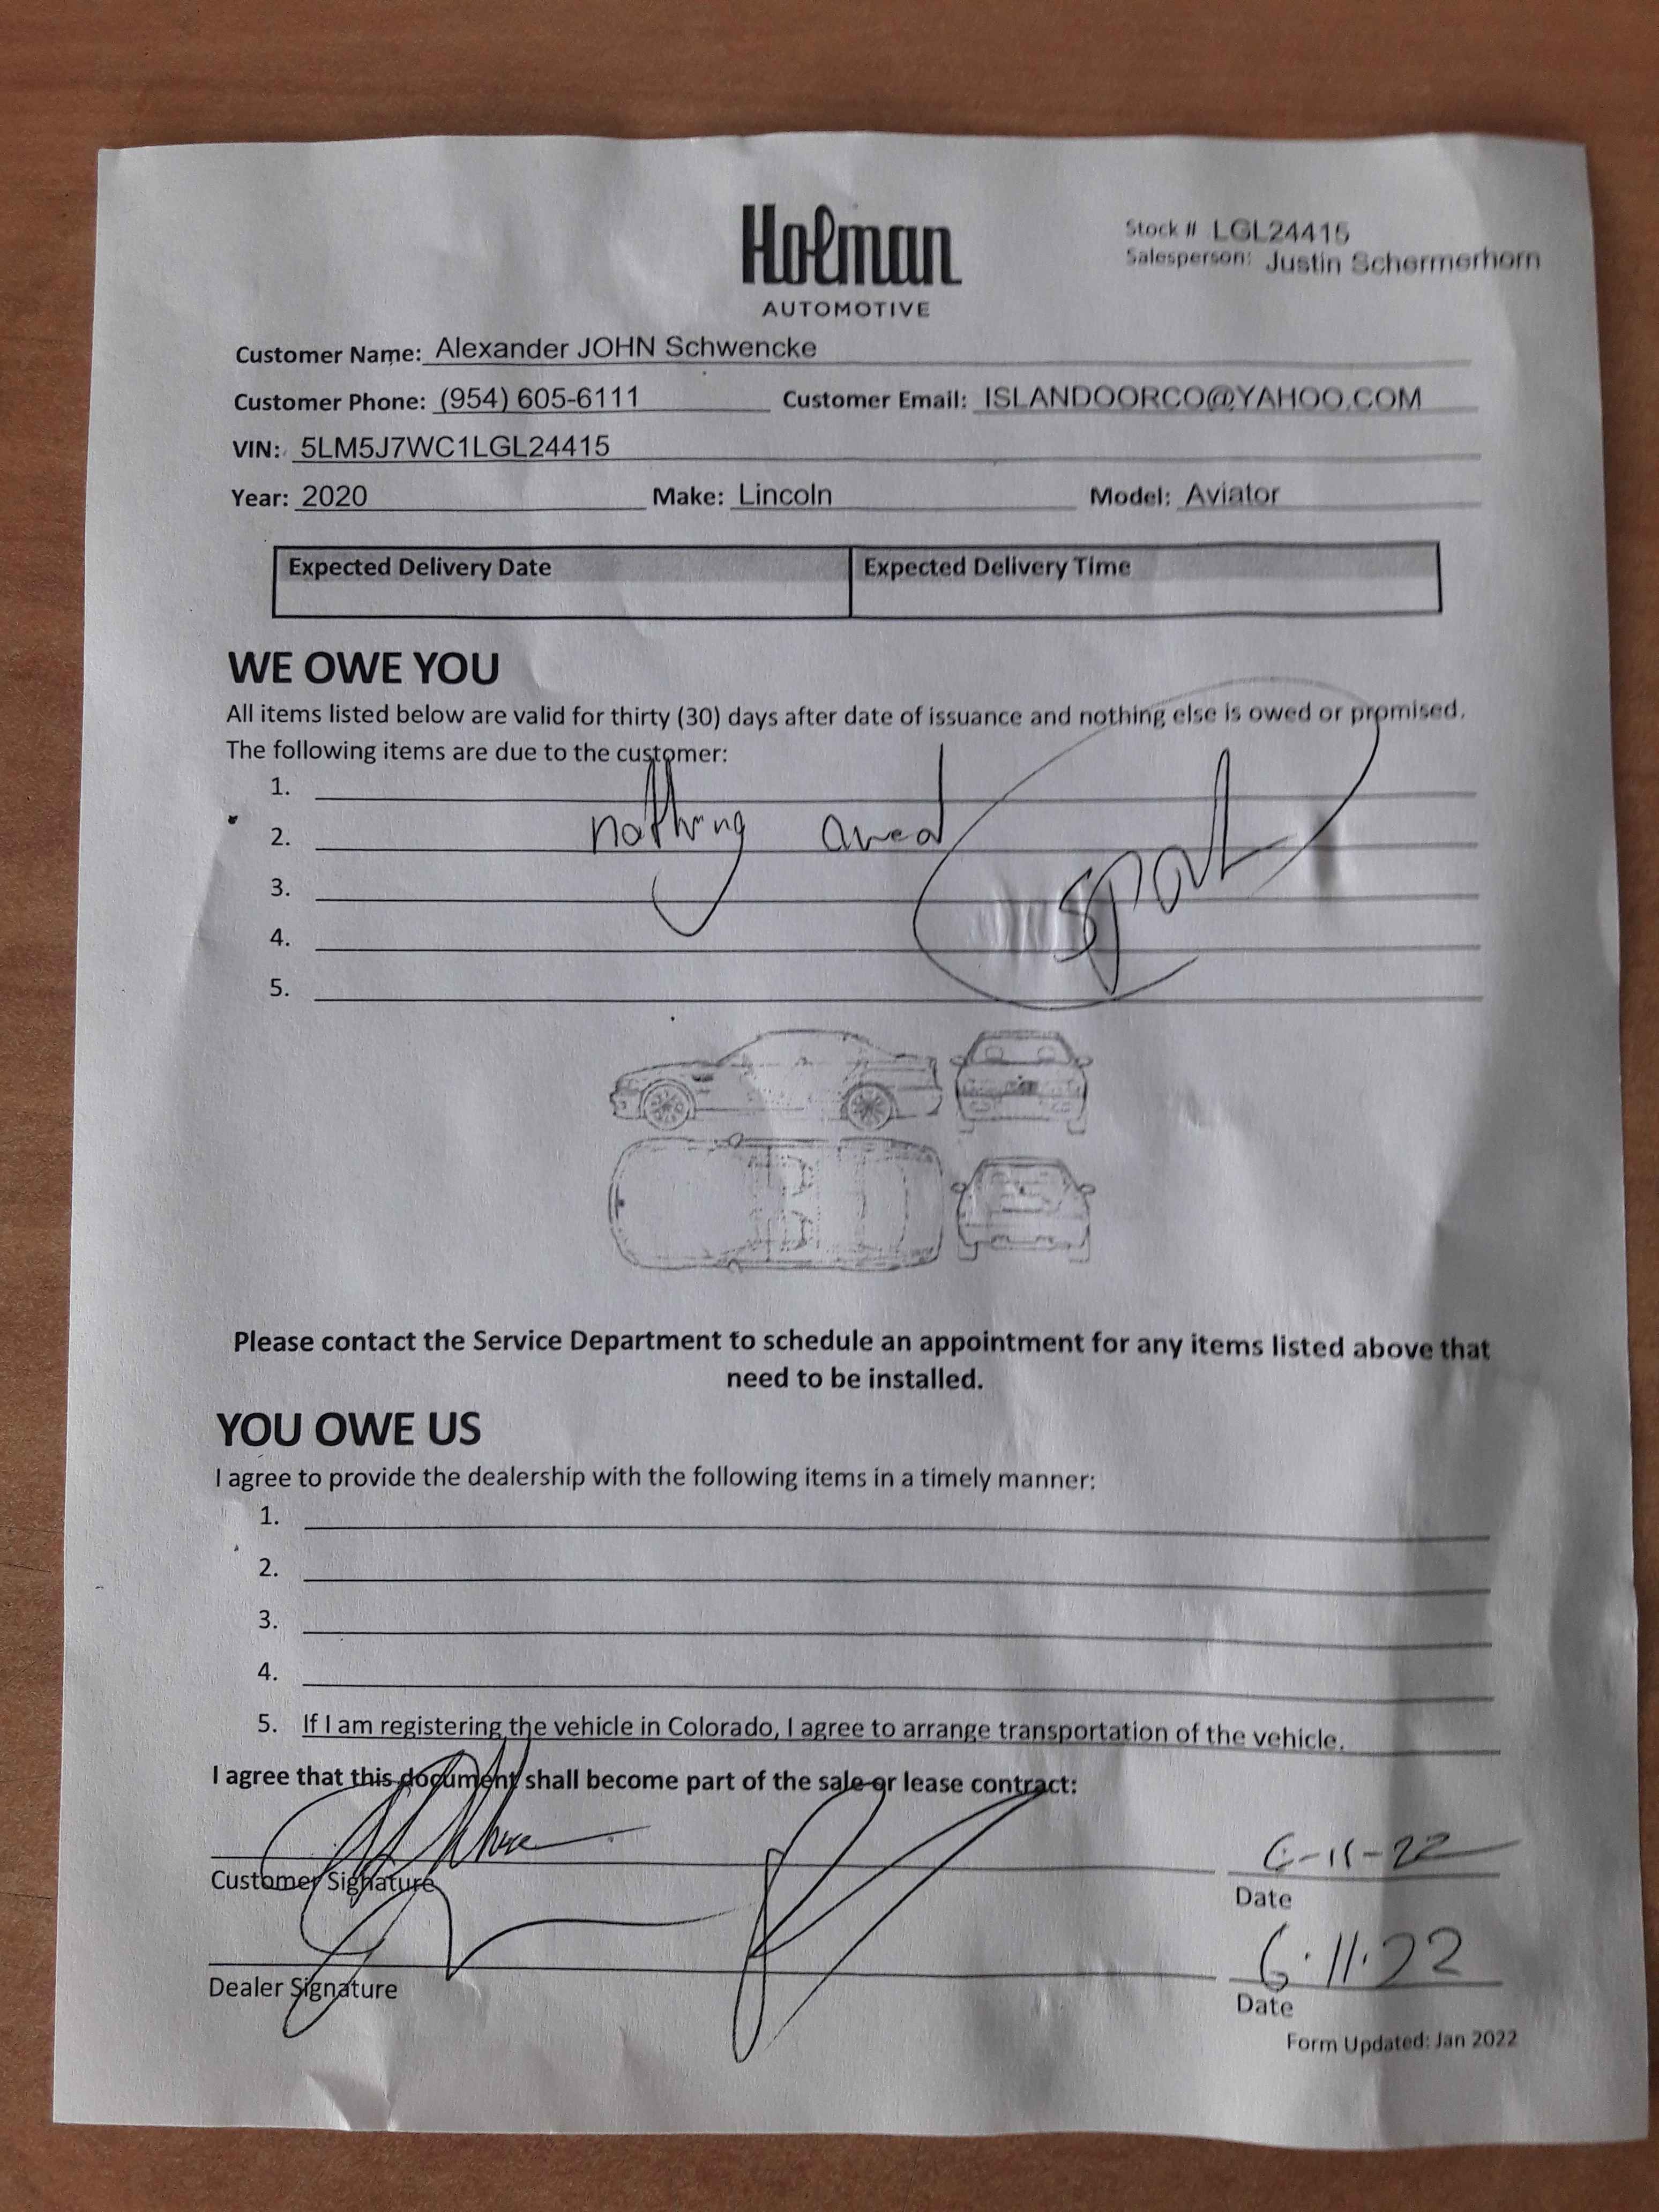 Holman
AUTOMOTIVE
Stock # LGL24415
Salesperson: Justin Schermerhorn
Customer Name: Alexander JOHN Schwencke
Customer Phone: (954) 605-6111 Customer Email: ISLANDOORCO@YAHOO.COM
VIN: 5LM5J7WC1LGL24415
Year: 2020 Make: Lincoln Model: Aviator
Expected Delivery Date Expected Delivery Time
WE OWE YOU
All items listed below are valid for thirty (30) days after date of issuance and nothing else is owed or promised.
The following items are due to the customer:
1.
2. nothing owed
3. spot
4.
5.
Please contact the Service Department to schedule an appointment for any items listed above that
need to be installed.
YOU OWE US
I agree to provide the dealership with the following items in a timely manner:
1.
2.
3.
4.
5. If I am registering the vehicle in Colorado, I agree to arrange transportation of the vehicle.
I agree that this document shall become part of the sale or lease contract:
6-11-22
Customer Signature Date
6·11·22
Dealer Signature Date
Form Updated: Jan 2022